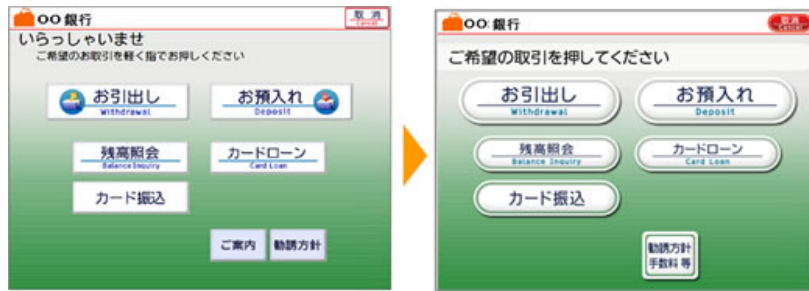 OO 銀行
取消
Cancel
いらっしゃいませ
ご希望のお取引を軽く指でお押しください
お引出し
Withdrawal
お預入れ
Deposit
残高照会
Balance Inquiry
カードローン
Card Loan
カード振込
ご案内
勧誘方針
OO 銀行
取消
Cancel
ご希望の取引を押してください
お引出し
Withdrawal
お預入れ
Deposit
残高照会
Balance Inquiry
カードローン
Card Loan
カード振込
勧誘方針
手数料 等